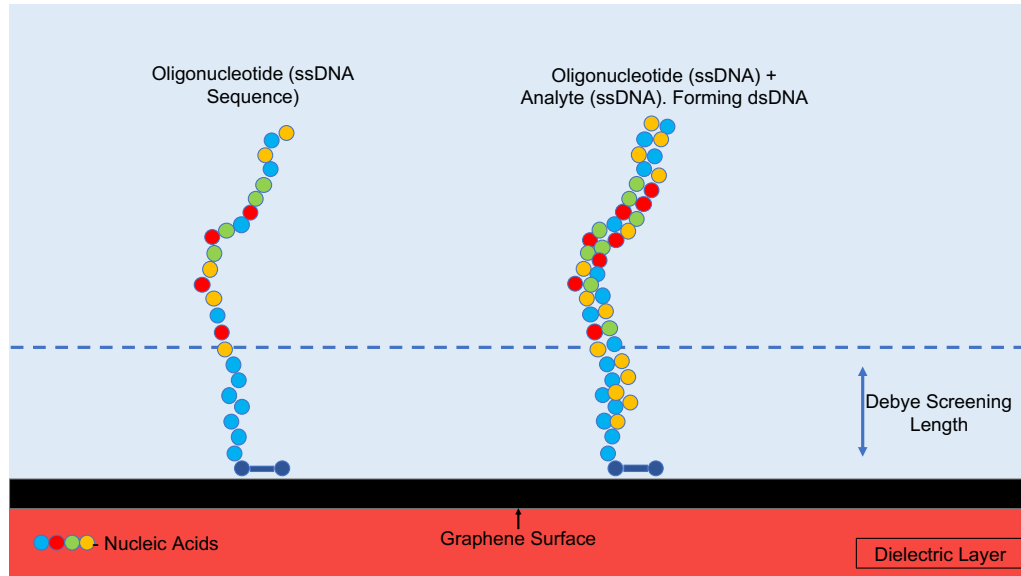 Oligonucleotide (ssDNA
Sequence)
Oligonucleotide (ssDNA) +
Analyte (ssDNA). Forming dsDNA
Debye Screening
Length
- Nucleic Acids
Graphene Surface
Dielectric Layer